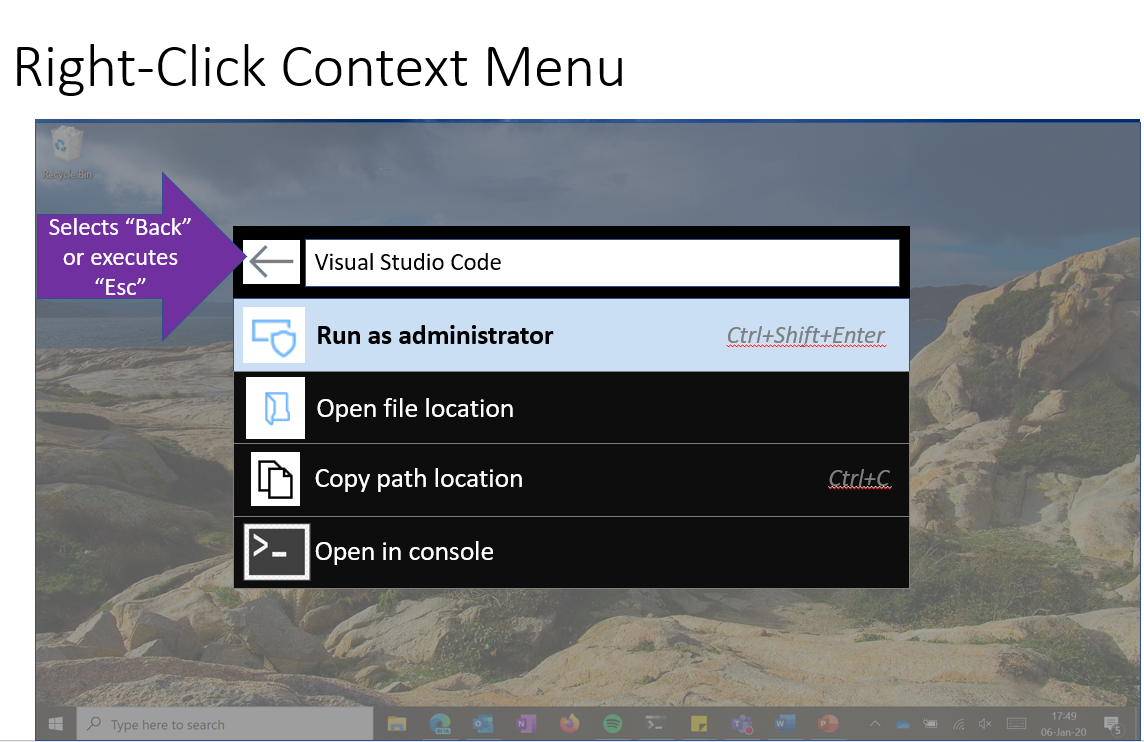 Right-Click Context Menu
Recycle Bin
Selects “Back”
or executes
“Esc”
Visual Studio Code
Run as administrator
Ctrl+Shift+Enter
Open file location
Copy path location
Ctrl+C
Open in console
Type here to search
17:49
06-Jan-20
5